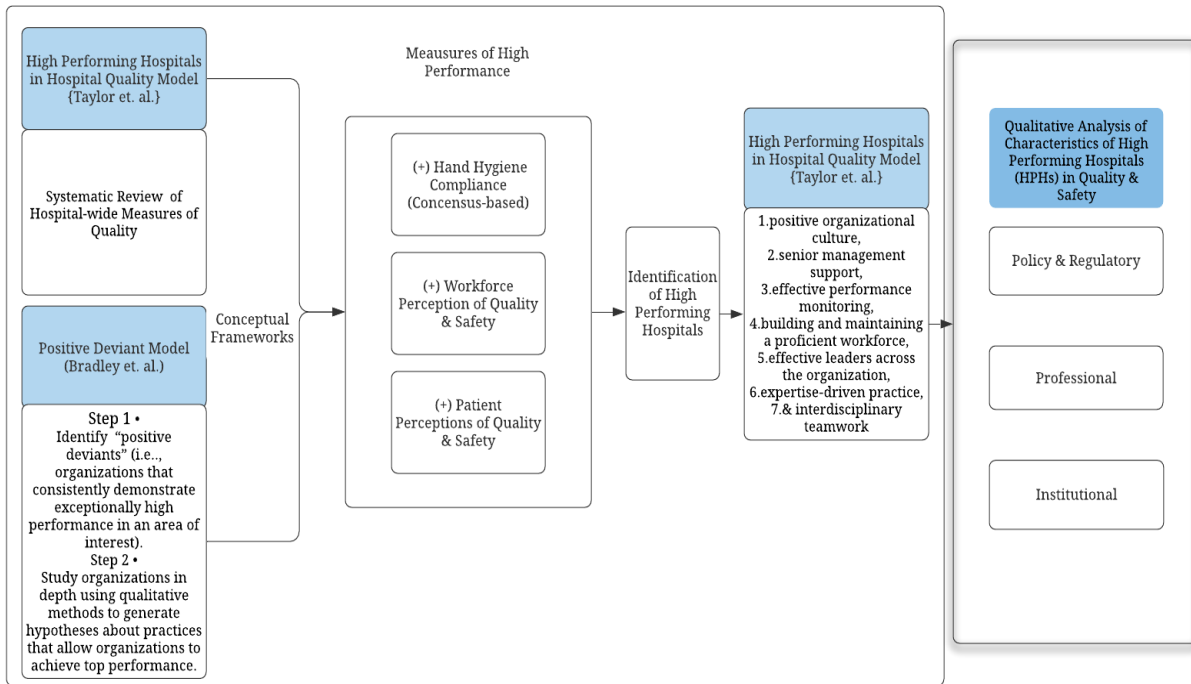 High Performing Hospitals
in Hospital Quality Model
{Taylor et. al.}
Systematic Review of
Hospital-wide Measures of
Quality
Positive Deviant Model
(Bradley et. al.)
Step 1 •
Identify “positive
deviants” (i.e..,
organizations that
consistently demonstrate
exceptionally high
performance in an area of
interest).
Step 2 •
Study organizations in
depth using qualitative
methods to generate
hypotheses about practices
that allow organizations to
achieve top performance.
Conceptual
Frameworks
Meausures of High
Performance
(+) Hand Hygiene
Compliance
(Concensus-based)
(+) Workforce
Perception of Quality
& Safety
(+) Patient
Perceptions of Quality
& Safety
Identification
of High
Performing
Hospitals
High Performing Hospitals
in Hospital Quality Model
{Taylor et. al.}
1.positive organizational
culture,
2.senior management
support,
3.effective performance
monitoring,
4.building and maintaining
a proficient workforce,
5.effective leaders across
the organization,
6.expertise-driven practice,
7.& interdisciplinary
teamwork
Qualitative Analysis of
Characteristics of High
Performing Hospitals
(HPHs) in Quality &
Safety
Policy & Regulatory
Professional
Institutional